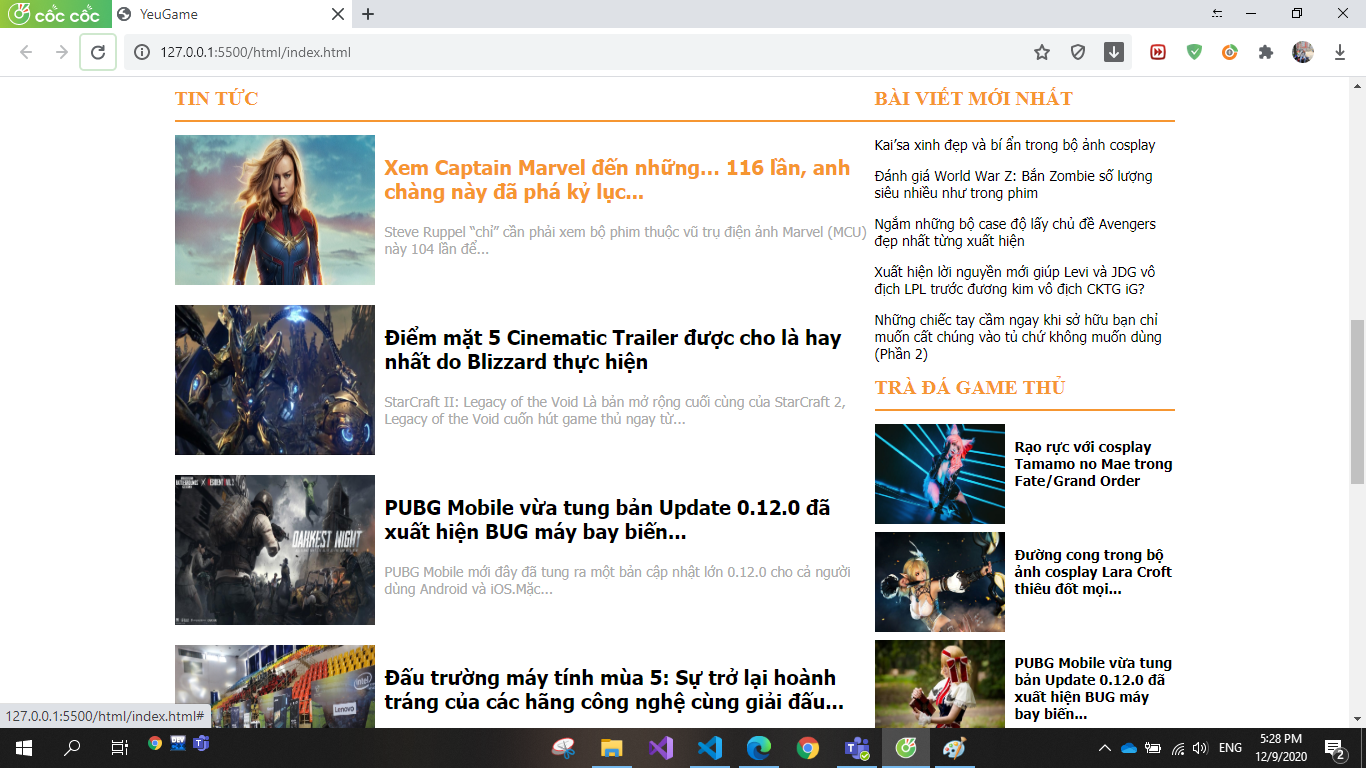 cốc cốc
YeuGame
127.0.0.1:5500/html/index.html
TIN TỨC
Xem Captain Marvel đến những... 116 lần, anh
chàng này đã phá kỷ lục...
Steve Ruppel “chỉ” cần phải xem bộ phim thuộc vũ trụ điện ảnh Marvel (MCU)
này 104 lần để...
Điểm mặt 5 Cinematic Trailer được cho là hay
nhất do Blizzard thực hiện
StarCraft II: Legacy of the Void Là bản mở rộng cuối cùng của StarCraft 2,
Legacy of the Void cuốn hút game thủ ngay từ...
DARKEST NIGHT
PUBG Mobile vừa tung bản Update 0.12.0 đã
xuất hiện BUG máy bay biến...
PUBG Mobile mới đây đã tung ra một bản cập nhật lớn 0.12.0 cho cả người
dùng Android và iOS.Mặc...
intel
Lenovo
Đấu trường máy tính mùa 5: Sự trở lại hoành
tráng của các hãng công nghệ cùng giải đấu...
BÀI VIẾT MỚI NHẤT
Kai’sa xinh đẹp và bí ẩn trong bộ ảnh cosplay
Đánh giá World War Z: Bắn Zombie số lượng
siêu nhiều như trong phim
Ngắm những bộ case độ lấy chủ đề Avengers
đẹp nhất từng xuất hiện
Xuất hiện lời nguyền mới giúp Levi và JDG vô
địch LPL trước đương kim vô địch CKTG iG?
Những chiếc tay cầm ngay khi sở hữu bạn chỉ
muốn cất chúng vào tủ chứ không muốn dùng
(Phần 2)
TRÀ ĐÁ GAME THỦ
Rạo rực với cosplay
Tamamo no Mae trong
Fate/Grand Order
Đường cong trong bộ
ảnh cosplay Lara Croft
thiêu đốt mọi...
PUBG Mobile vừa tung
bản Update 0.12.0 đã
xuất hiện BUG máy
bay biến...
127.0.0.1:5500/html/index.html#
DEV
ENG
5:28 PM
12/9/2020
2